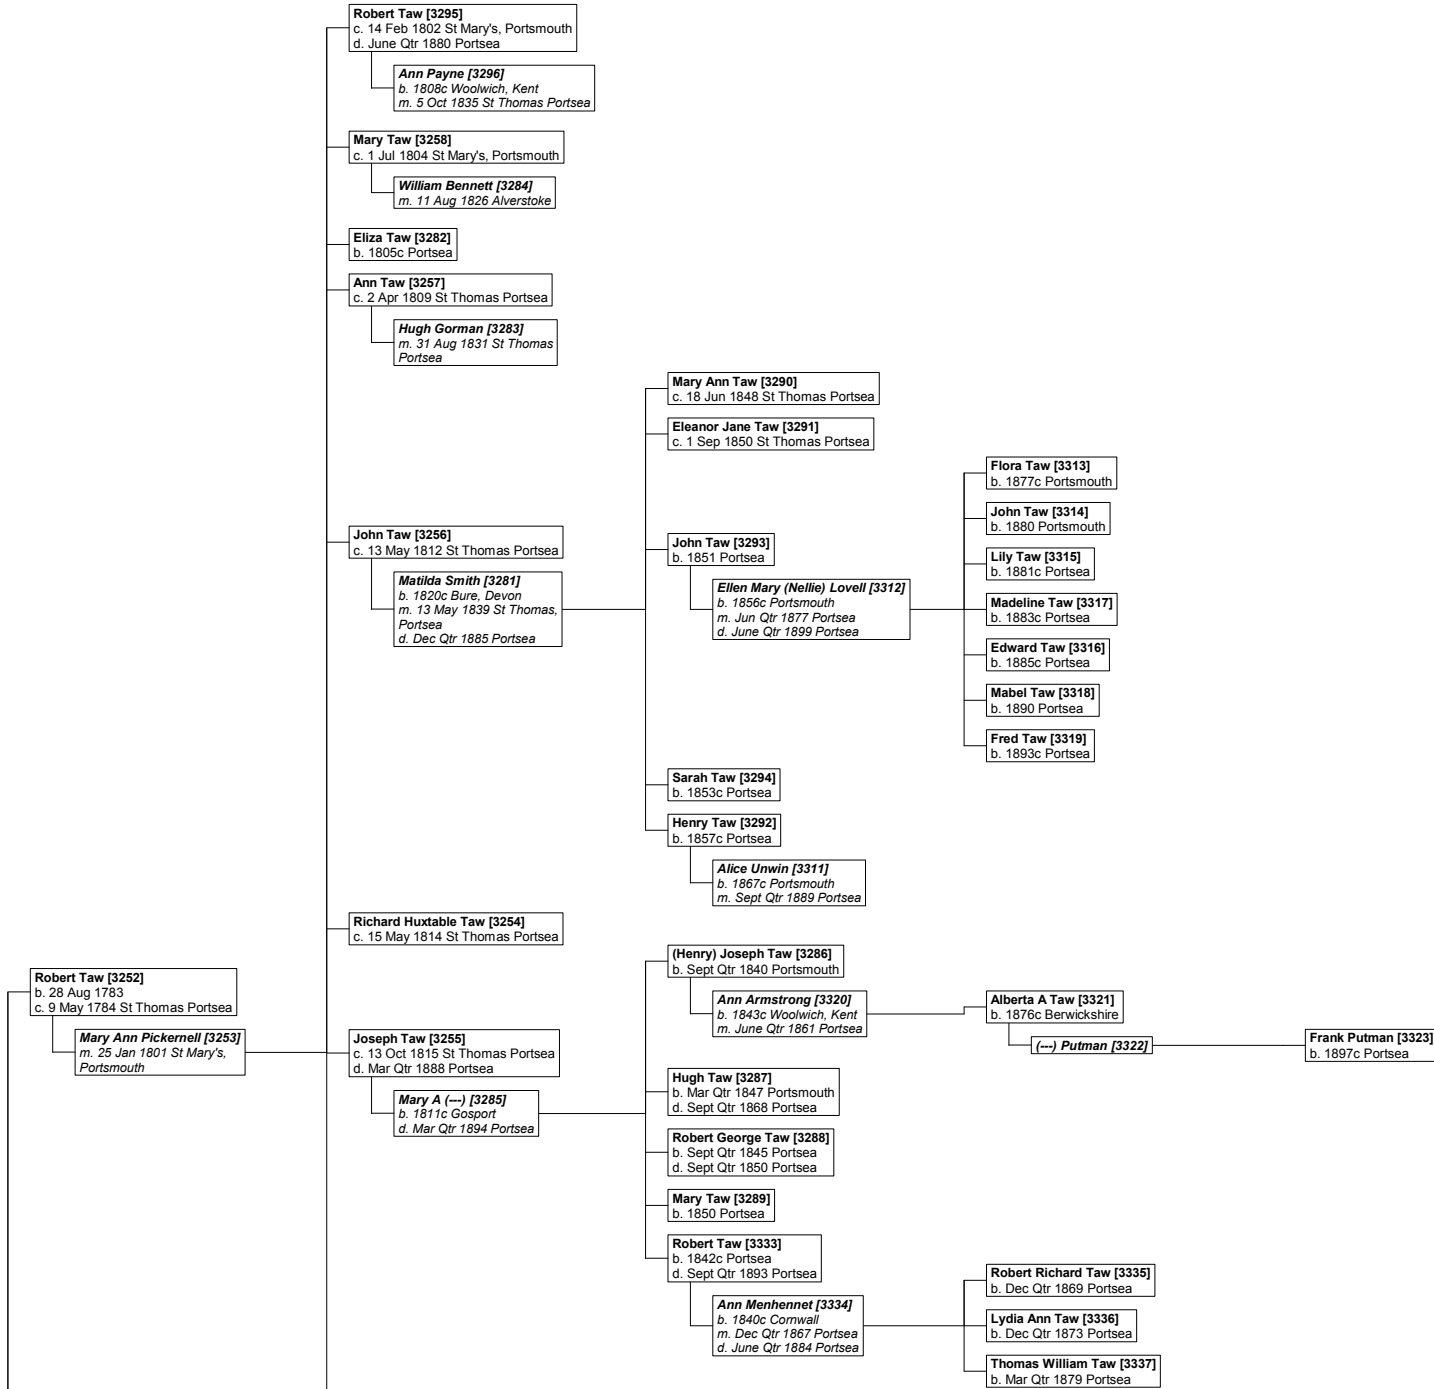 Robert Taw [3295]
c. 14 Feb 1802 St Mary's, Portsmouth
d. June Qtr 1880 Portsea
Ann Payne [3296]
b. 1808c Woolwich, Kent
m. 5 Oct 1835 St Thomas Portsea
Mary Taw [3258]
c. 1 Jul 1804 St Mary's, Portsmouth
William Bennett [3284]
m. 11 Aug 1826 Alverstoke
Eliza Taw [3282]
b. 1805c Portsea
Ann Taw [3257]
c. 2 Apr 1809 St Thomas Portsea
Hugh Gorman [3283]
m. 31 Aug 1831 St Thomas
Portsea
Mary Ann Taw [3290]
c. 18 Jun 1848 St Thomas Portsea
Eleanor Jane Taw [3291]
c. 1 Sep 1850 St Thomas Portsea
Flora Taw [3313]
b. 1877c Portsmouth
John Taw [3314]
b. 1880 Portsmouth
John Taw [3256]
c. 13 May 1812 St Thomas Portsea
John Taw [3293]
b. 1851 Portsea
Lily Taw [3315]
b. 1881c Portsea
Matilda Smith [3281]
b. 1820c Bure, Devon
m. 13 May 1839 St Thomas,
Portsea
d. Dec Qtr 1885 Portsea
Ellen Mary (Nellie) Lovell [3312]
b. 1856c Portsmouth
m. Jun Qtr 1877 Portsea
d. June Qtr 1899 Portsea
Madeline Taw [3317]
b. 1883c Portsea
Edward Taw [3316]
b. 1885c Portsea
Mabel Taw [3318]
b. 1890 Portsea
Fred Taw [3319]
b. 1893c Portsea
Sarah Taw [3294]
b. 1853c Portsea
Henry Taw [3292]
b. 1857c Portsea
Alice Unwin [3311]
b. 1867c Portsmouth
m. Sept Qtr 1889 Portsea
Richard Huxtable Taw [3254]
c. 15 May 1814 St Thomas Portsea
(Henry) Joseph Taw [3286]
b. Sept Qtr 1840 Portsmouth
Robert Taw [3252]
b. 28 Aug 1783
c. 9 May 1784 St Thomas Portsea
Ann Armstrong [3320]
b. 1843c Woolwich, Kent
m. June Qtr 1861 Portsea
Alberta A Taw [3321]
b. 1876c Berwickshire
Mary Ann Pickernell [3253]
m. 25 Jan 1801 St Mary's,
Portsmouth
Joseph Taw [3255]
c. 13 Oct 1815 St Thomas Portsea
d. Mar Qtr 1888 Portsea
(---) Putman [3322]
Frank Putman [3323]
b. 1897c Portsea
Hugh Taw [3287]
b. Mar Qtr 1847 Portsmouth
d. Sept Qtr 1868 Portsea
Mary A (---) [3285]
b. 1811c Gosport
d. Mar Qtr 1894 Portsea
Robert George Taw [3288]
b. Sept Qtr 1845 Portsea
d. Sept Qtr 1850 Portsea
Mary Taw [3289]
b. 1850 Portsea
Robert Taw [3333]
b. 1842c Portsea
d. Sept Qtr 1893 Portsea
Robert Richard Taw [3335]
b. Dec Qtr 1869 Portsea
Ann Menhennet [3334]
b. 1840c Cornwall
m. Dec Qtr 1867 Portsea
d. June Qtr 1884 Portsea
Lydia Ann Taw [3336]
b. Dec Qtr 1873 Portsea
Thomas William Taw [3337]
b. Mar Qtr 1879 Portsea